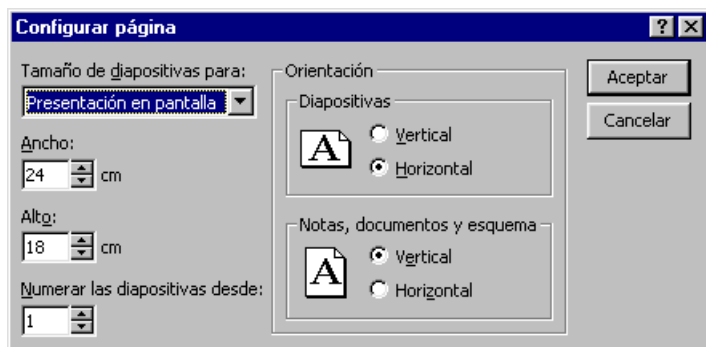 Configurar página
Tamaño de diapositivas para:
Presentación en pantalla
Ancho:
24 cm
Alto:
18 cm
Numerar las diapositivas desde:
1
Orientación
Diapositivas
A
Vertical
Horizontal
Notas, documentos y esquema
A
Vertical
Horizontal
Aceptar
Cancelar